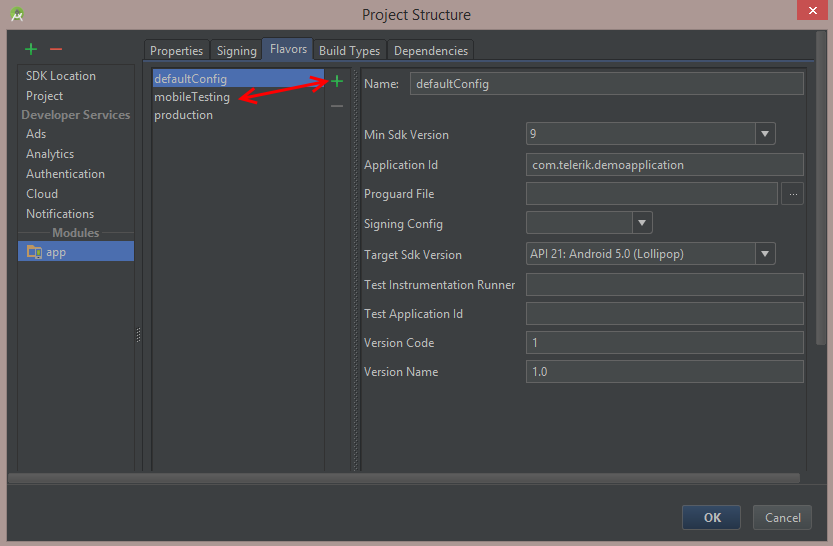 Project Structure
Properties Signing Flavors Build Types Dependencies
SDK Location
Project
Developer Services
Ads
Analytics
Authentication
Cloud
Notifications
Modules
app
defaultConfig
mobileTesting
production
Name: defaultConfig
Min Sdk Version 9
Application Id com.telerik.demoapplication
Proguard File ...
Signing Config
Target Sdk Version API 21: Android 5.0 (Lollipop)
Test Instrumentation Runner
Test Application Id
Version Code 1
Version Name 1.0
OK Cancel